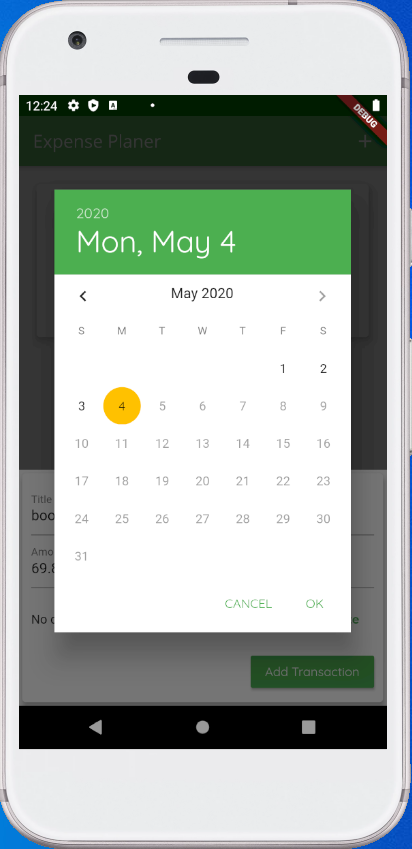 12:24
DEBUG
Expense Planer
+
2020
Mon, May 4
May 2020
S M T W T F S
1 2
3 4 5 6 7 8 9
10 11 12 13 14 15 16
17 18 19 20 21 22 23
24 25 26 27 28 29 30
31
CANCEL OK
Title
boo
Amo
69.8
No
e
Add Transaction